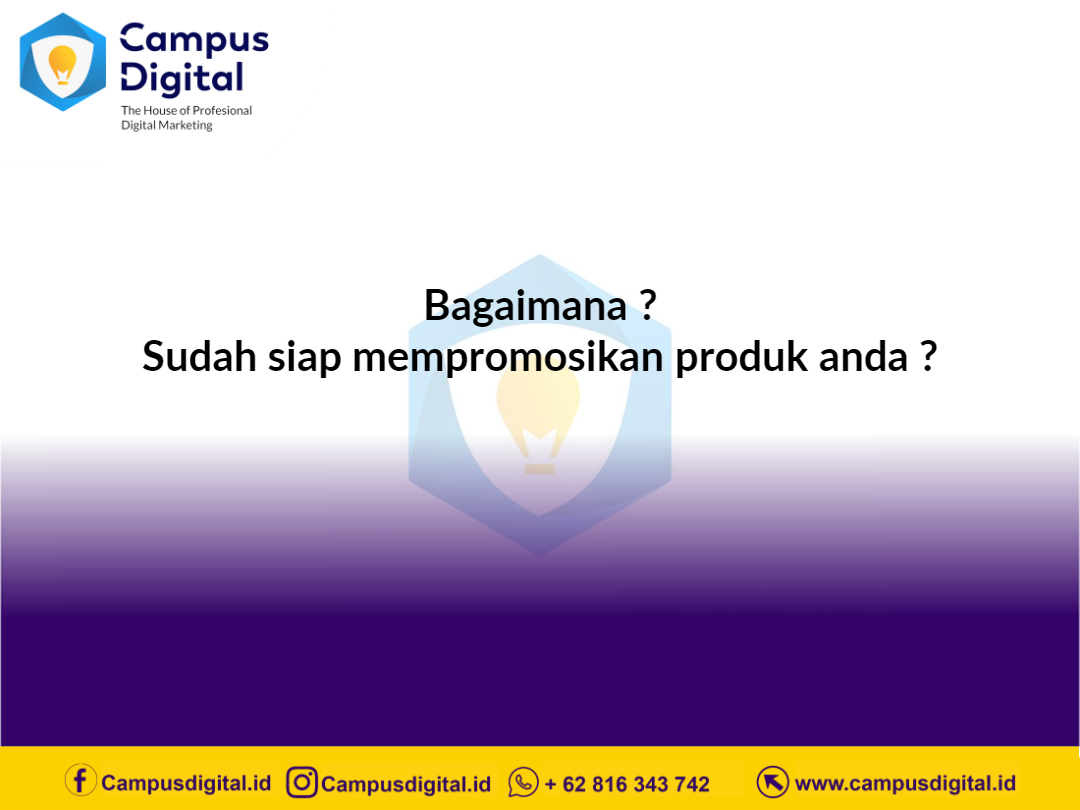 Campus
Digital
The House of Profesional
Digital Marketing
Bagaimana ?
Sudah siap mempromosikan produk anda ?
Campusdigital.id Campusdigital.id + 62 816 343 742 www.campusdigital.id